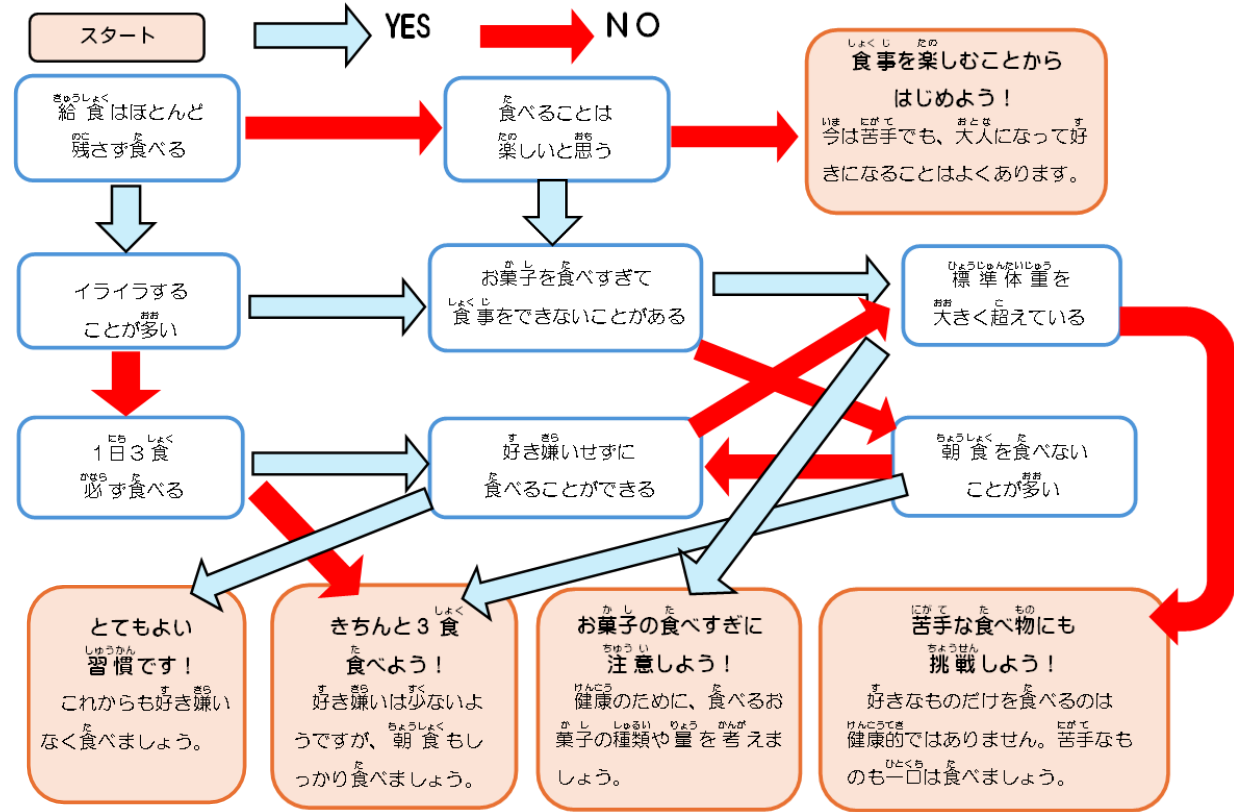 スタート
YES
NO
給食はほとんど
残さず食べる
食べることは
楽しいと思う
食事を楽しむことから
はじめよう！
今は苦手でも、大人になって好
きになることはよくあります。
イライラする
ことが多い
お菓子を食べすぎて
食事をできないことがある
標準体重を
大きく超えている
1日3食
必ず食べる
好き嫌いせずに
食べることができる
朝食を食べない
ことが多い
とてもよい
習慣です！
これからも好き嫌い
なく食べましょう。
きちんと3食
食べよう！
好き嫌いは少ないよ
うですが、朝食もし
っかり食べましょう。
お菓子の食べすぎに
注意しよう！
健康のために、食べるお
菓子の種類や量を考えま
しょう。
苦手な食べ物にも
挑戦しよう！
好きなものだけを食べるのは
健康的ではありません。苦手なも
のも一口は食べましょう。